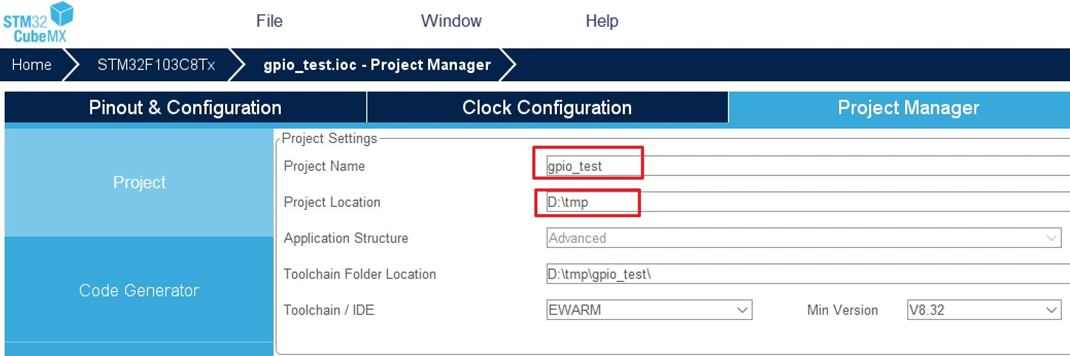 STM32
CubeMX
File Window Help
Home STM32F103C8Tx gpio_test.ioc - Project Manager
Pinout & Configuration Clock Configuration Project Manager
Project Settings
Project
Project Name gpio_test
Project Location D:\tmp
Application Structure Advanced
Code Generator
Toolchain Folder Location D:\tmp\gpio_test\
Toolchain / IDE EWARM Min Version V8.32